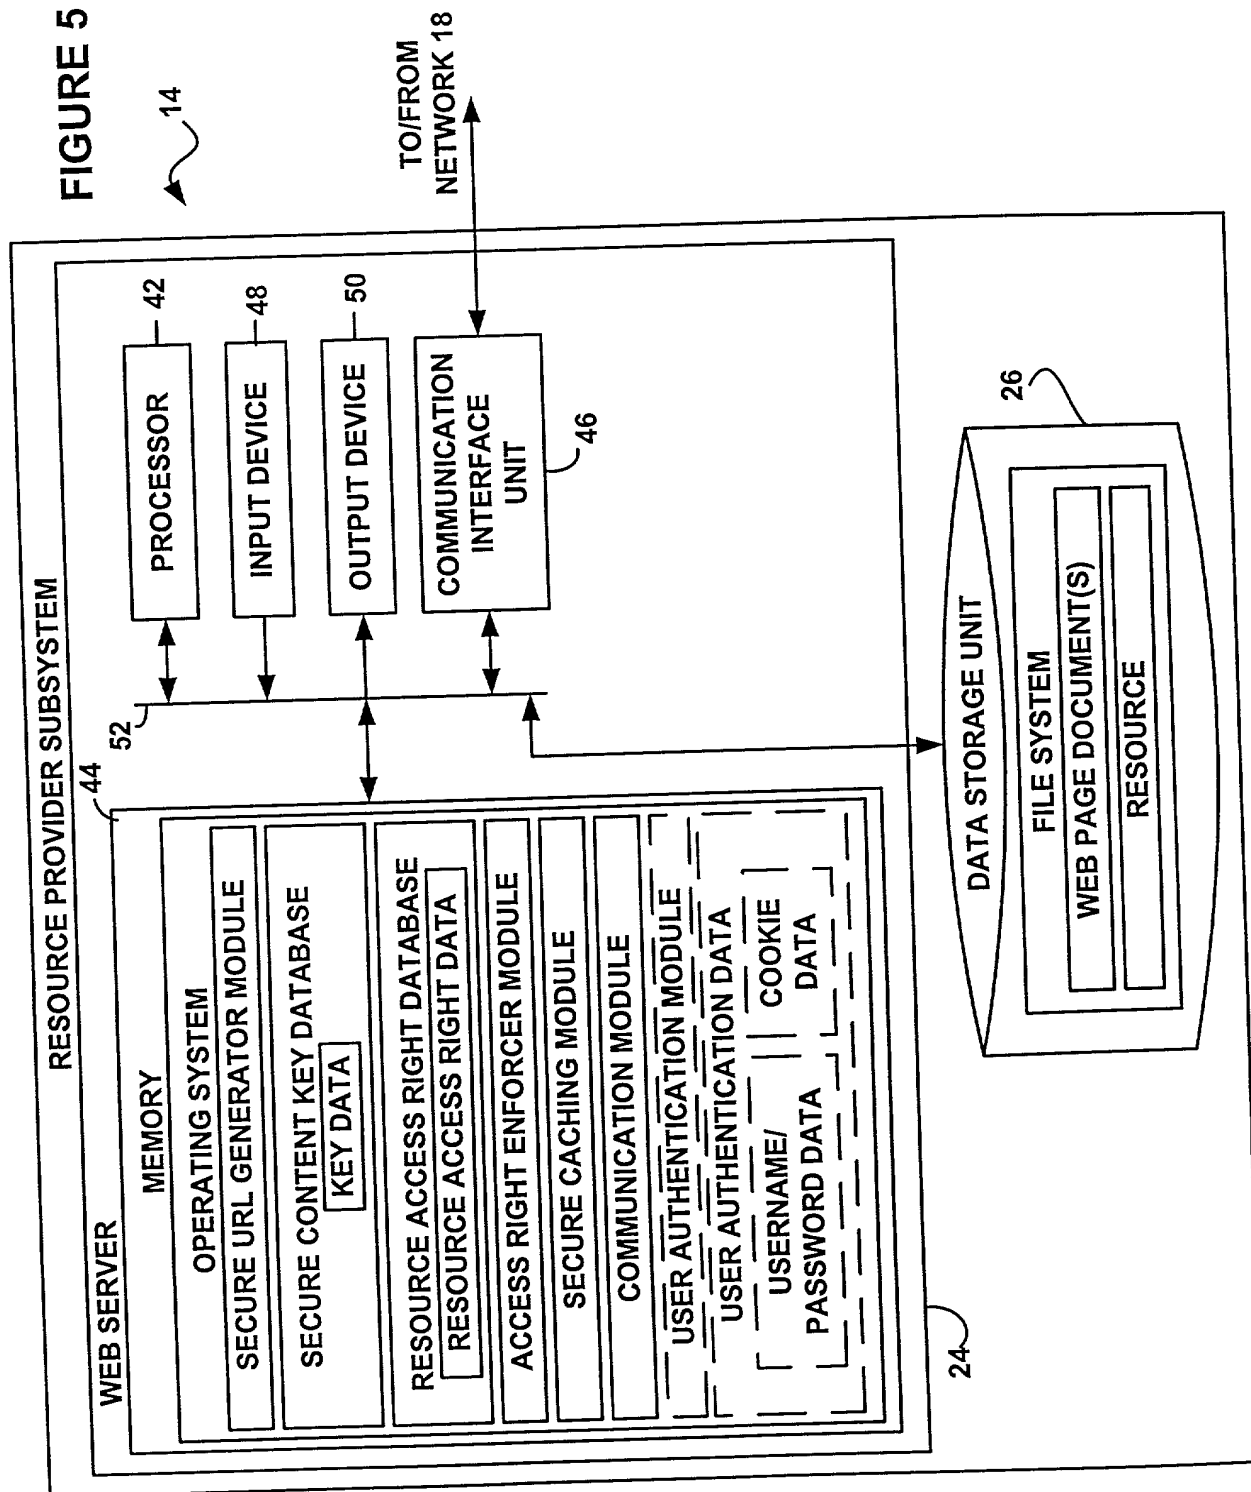 FIGURE 5
14
RESOURCE PROVIDER SUBSYSTEM
WEB SERVER
44
MEMORY
OPERATING SYSTEM
SECURE URL GENERATOR MODULE
SECURE CONTENT KEY DATABASE
KEY DATA
RESOURCE ACCESS RIGHT DATABASE
RESOURCE ACCESS RIGHT DATA
ACCESS RIGHT ENFORCER MODULE
SECURE CACHING MODULE
COMMUNICATION MODULE
USER AUTHENTICATION MODULE
USER AUTHENTICATION DATA
USERNAME/
PASSWORD DATA
COOKIE
DATA
24
52
PROCESSOR
42
INPUT DEVICE
48
OUTPUT DEVICE
50
COMMUNICATION
INTERFACE
UNIT
46
TO/FROM
NETWORK 18
DATA STORAGE UNIT
26
FILE SYSTEM
WEB PAGE DOCUMENT(S)
RESOURCE